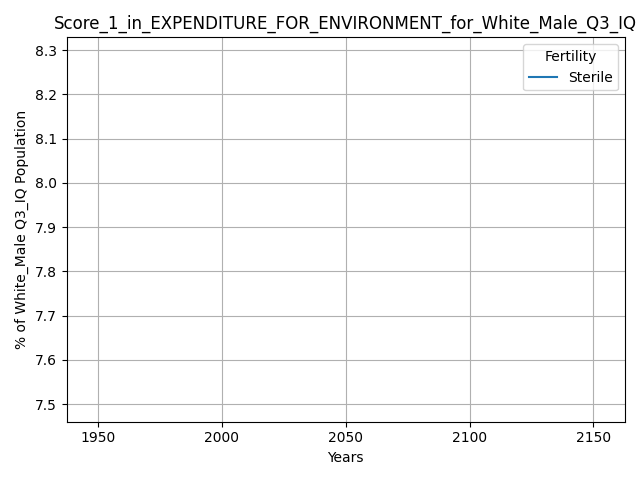 Score_1_in_EXPENDITURE_FOR_ENVIRONMENT_for_White_Male_Q3_IQ
Fertility
Sterile
% of White_Male Q3_IQ Population
8.3
8.2
8.1
8.0
7.9
7.8
7.7
7.6
7.5
1950 2000 2050 2100 2150
Years